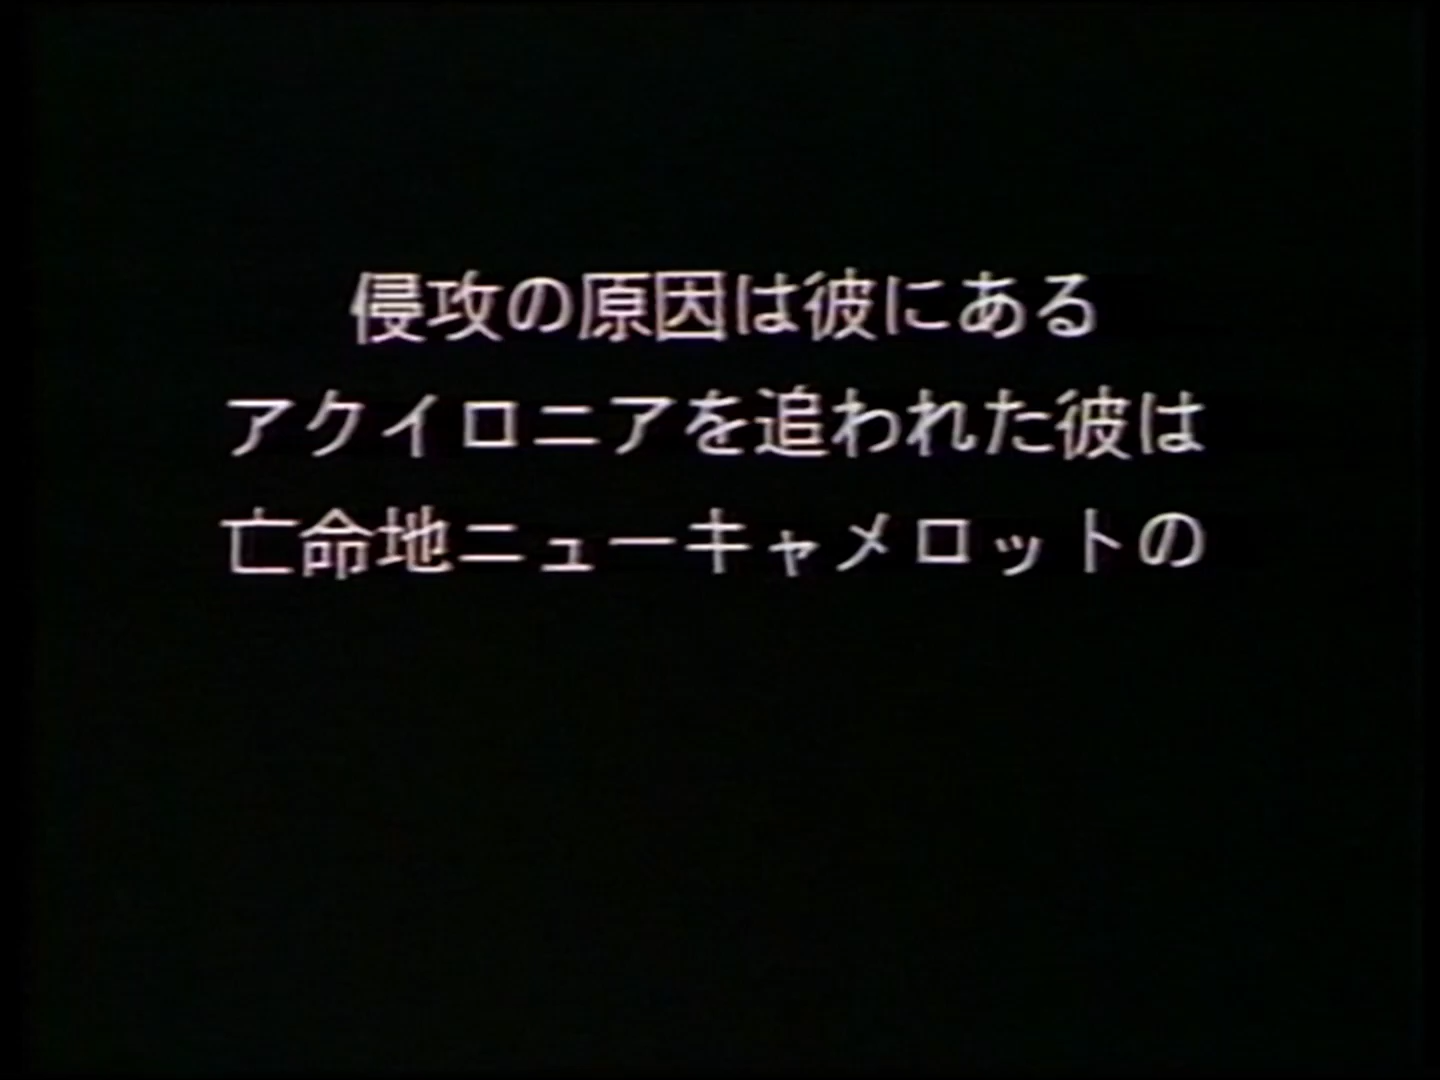 侵攻の原因は彼にある
アクイロニアを追われた彼は
亡命地ニューキャメロットの